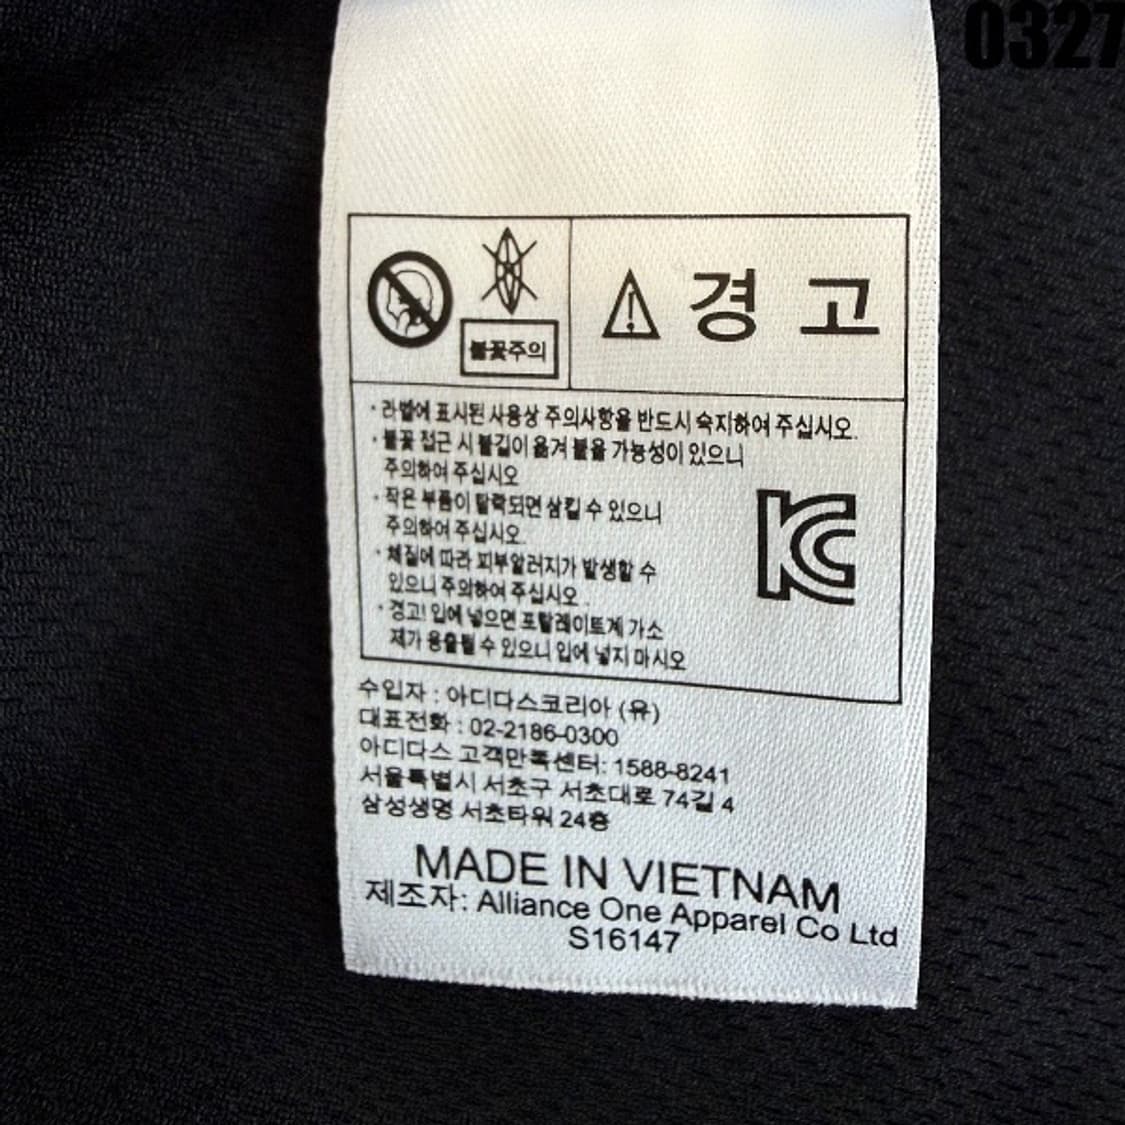 0327
불꽃주의
경 고
· 라벨에 표시된 사용상 주의사항을 반드시 숙지하여 주십시오.
· 불꽃 접근 시 불길이 옮겨 붙을 가능성이 있으니
주의하여 주십시오
· 작은 부품이 탈락되면 삼킬 수 있으니
주의하여 주십시오.
· 체질에 따라 피부알러지가 발생할 수
있으니 주의하여 주십시오.
· 경고! 입에 넣으면 프탈레이트계 가소
제가 용출될 수 있으니 입에 넣지 마시오
수입자 : 아디다스코리아 (유)
대표전화 : 02-2186-0300
아디다스 고객만족센터: 1588-8241
서울특별시 서초구 서초대로 74길 4
삼성생명 서초타워 24층
MADE IN VIETNAM
제조자: Alliance One Apparel Co Ltd
S16147